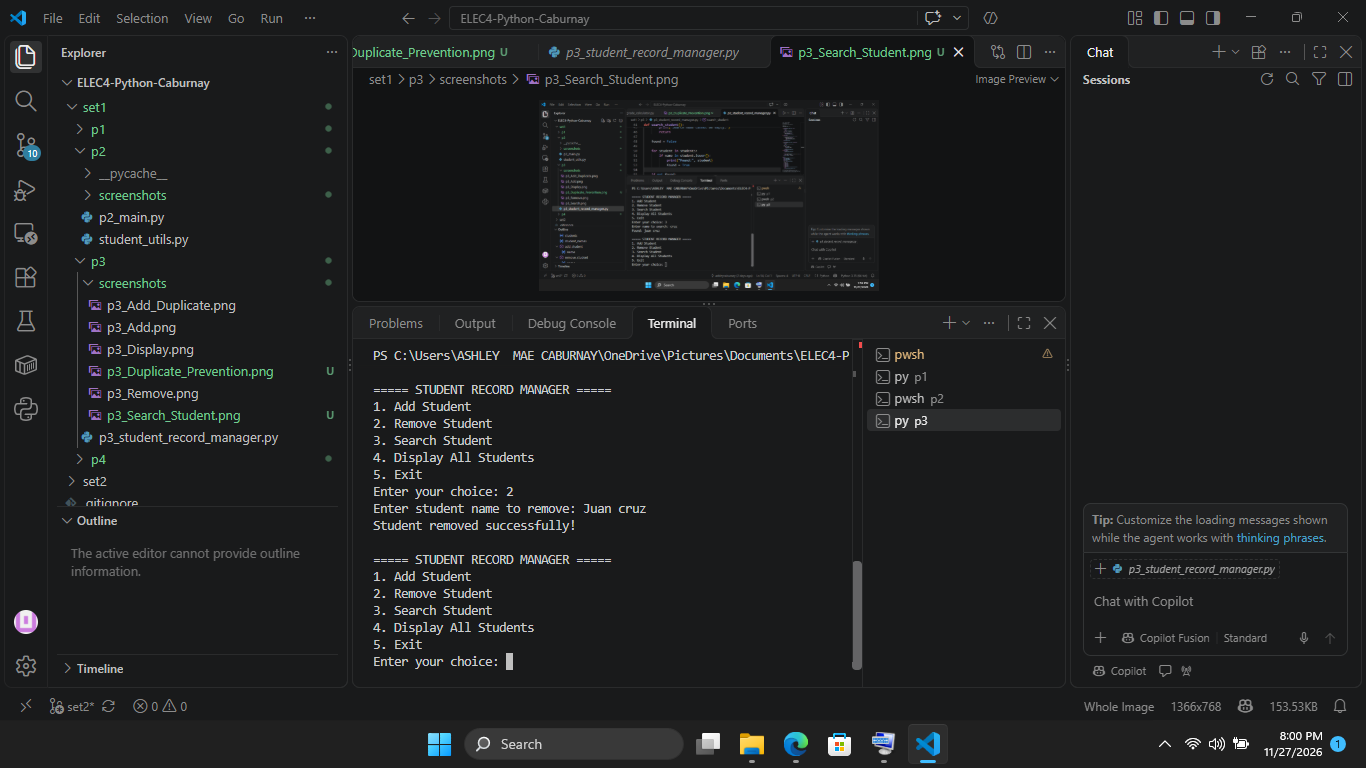 File Edit Selection View Go Run ··· ELEC4-Python-Caburnay
Explorer ···
ELEC4-Python-Caburnay
set1
p1
p2
__pycache__
screenshots
p2_main.py
student_utils.py
p3
screenshots
p3_Add_Duplicate.png
p3_Add.png
p3_Display.png
p3_Duplicate_Prevention.png U
p3_Remove.png
p3_Search_Student.png U
p3_student_record_manager.py
p4
set2
.gitignore
Outline
The active editor cannot provide outline
information.
Timeline
10
Duplicate_Prevention.png U p3_student_record_manager.py p3_Search_Student.png U
set1 > p3 > screenshots > p3_Search_Student.png Image Preview
Problems Output Debug Console Terminal Ports
PS C:\Users\ASHLEY  MAE CABURNAY\OneDrive\Pictures\Documents\ELEC4-P
===== STUDENT RECORD MANAGER =====
1. Add Student
2. Remove Student
3. Search Student
4. Display All Students
5. Exit
Enter your choice: 2
Enter student name to remove: Juan cruz
Student removed successfully!
===== STUDENT RECORD MANAGER =====
1. Add Student
2. Remove Student
3. Search Student
4. Display All Students
5. Exit
Enter your choice:
pwsh
py p1
pwsh p2
py p3
Chat
Sessions
Tip: Customize the loading messages shown
while the agent works with thinking phrases.
p3_student_record_manager.py
Chat with Copilot
Copilot Fusion Standard
Copilot
set2* 0 0 Whole Image 1366x768 153.53KB
Search
8:00 PM
11/27/2026
1